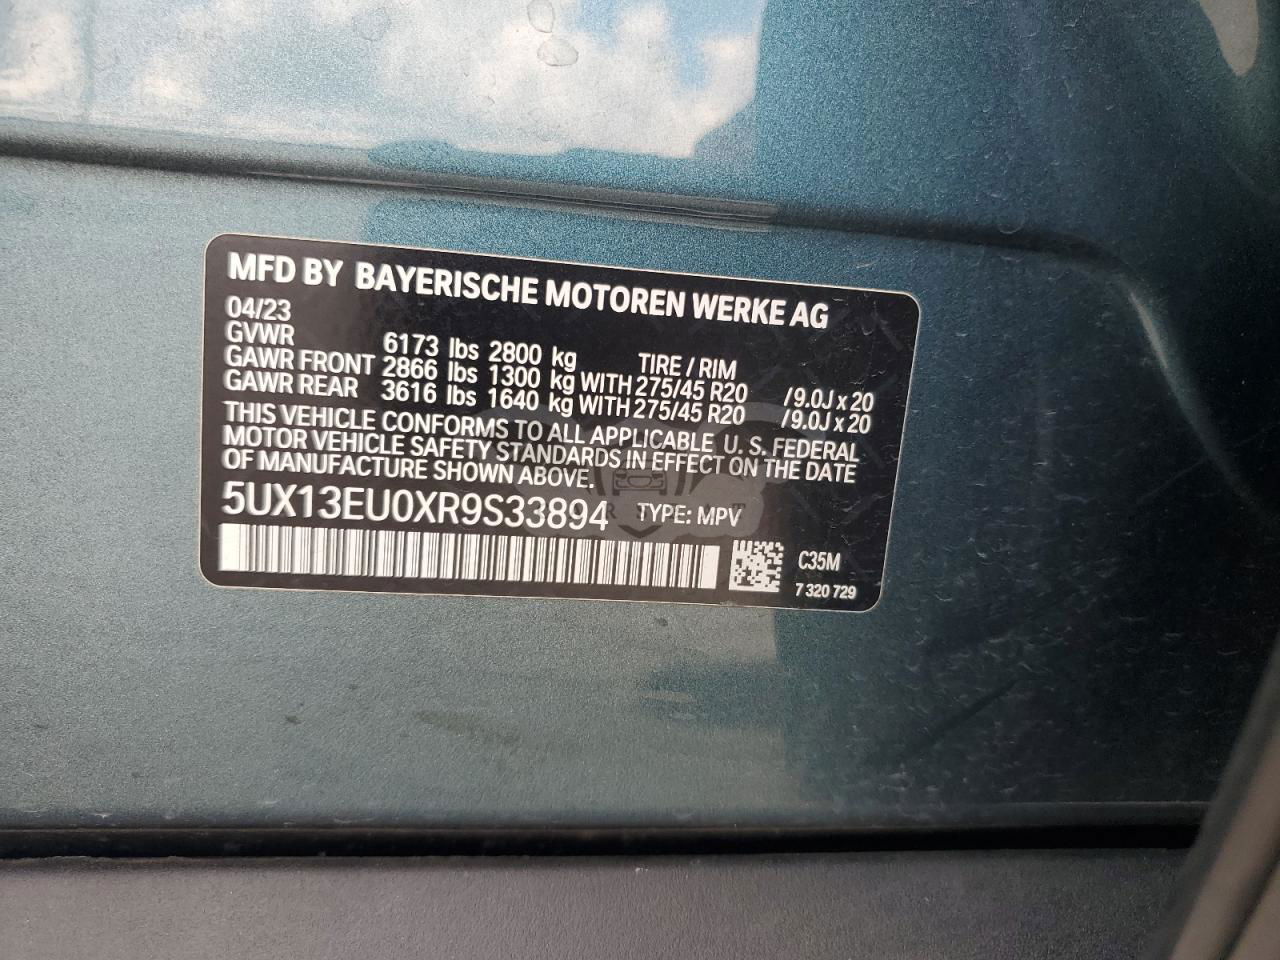 MFD BY BAYERISCHE MOTOREN WERKE AG
04/23
GVWR 6173 lbs 2800 kg TIRE / RIM
GAWR FRONT 2866 lbs 1300 kg WITH 275/45 R20 /9.0J x 20
GAWR REAR 3616 lbs 1640 kg WITH 275/45 R20 /9.0J x 20
THIS VEHICLE CONFORMS TO ALL APPLICABLE U. S. FEDERAL
MOTOR VEHICLE SAFETY STANDARDS IN EFFECT ON THE DATE
OF MANUFACTURE SHOWN ABOVE.
5UX13EU0XR9S33894 TYPE: MPV
C35M
7 320 729